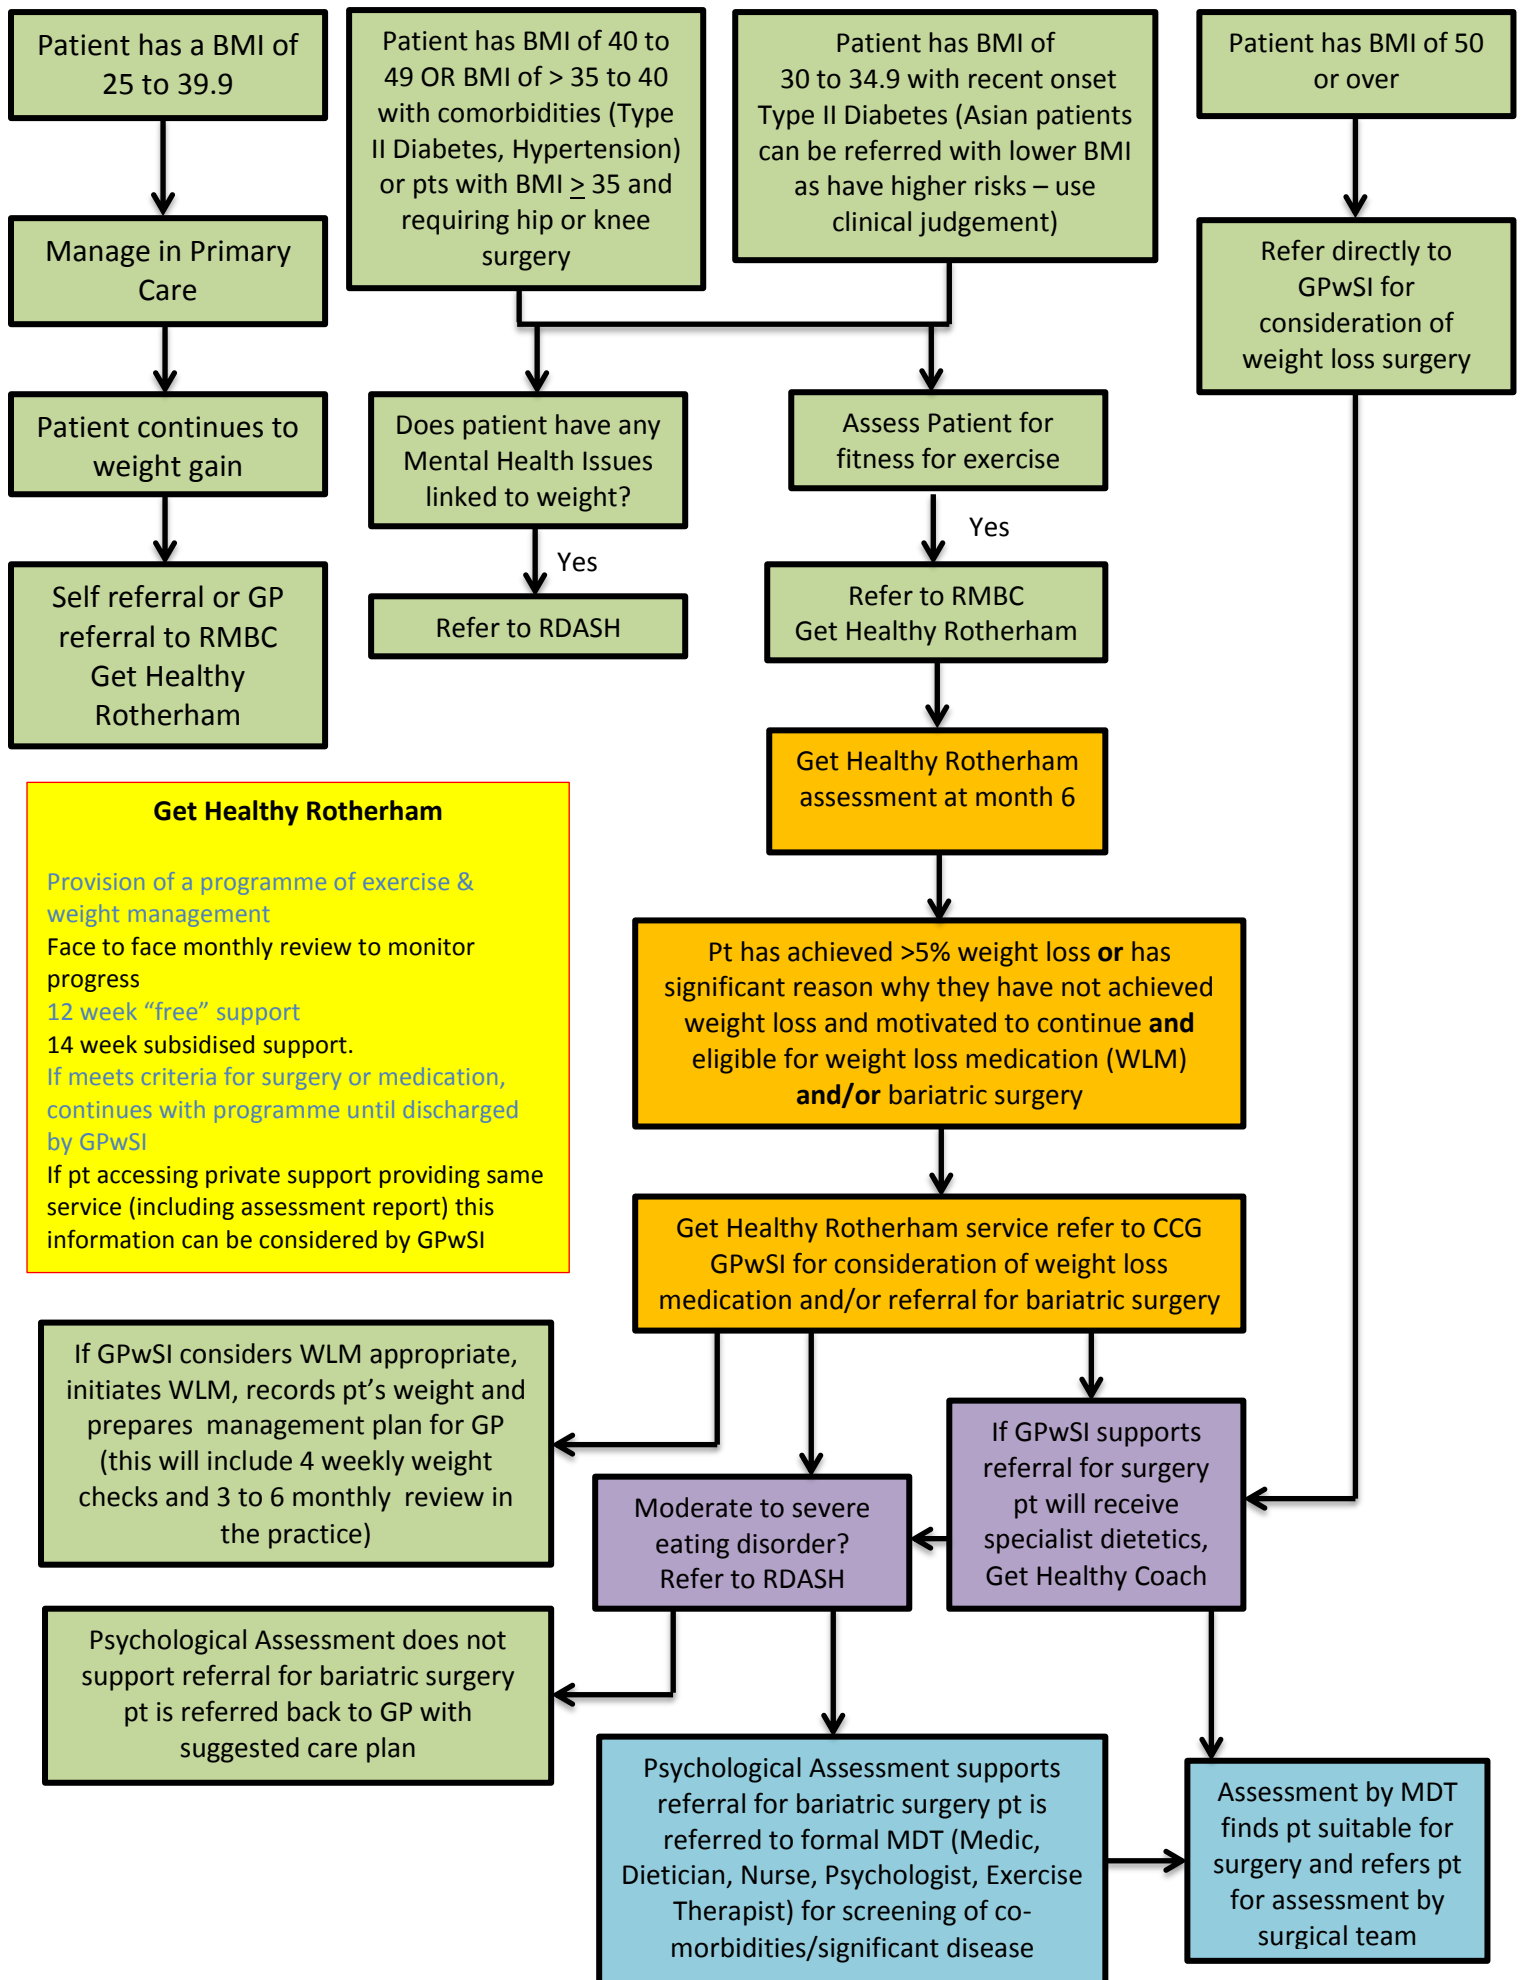 Patient has a BMI of
25 to 39.9
Patient has BMI of 40 to
49 OR BMI of > 35 to 40
with comorbidities (Type
II Diabetes, Hypertension)
or pts with BMI > 35 and
requiring hip or knee
surgery
Patient has BMI of
30 to 34.9 with recent onset
Type II Diabetes (Asian patients
can be referred with lower BMI
as have higher risks – use
clinical judgement)
Patient has BMI of 50
or over
Manage in Primary
Care
Refer directly to
GPwSI for
consideration of
weight loss surgery
Patient continues to
weight gain
Does patient have any
Mental Health Issues
linked to weight?
Assess Patient for
fitness for exercise
Yes
Yes
Self referral or GP
referral to RMBC
Get Healthy
Rotherham
Refer to RDASH
Refer to RMBC
Get Healthy Rotherham
Get Healthy Rotherham
assessment at month 6
Get Healthy Rotherham
Provision of a programme of exercise &
weight management
Face to face monthly review to monitor
progress
12 week “free” support
14 week subsidised support.
If meets criteria for surgery or medication,
continues with programme until discharged
by GPwSI
If pt accessing private support providing same
service (including assessment report) this
information can be considered by GPwSI
Pt has achieved >5% weight loss or has
significant reason why they have not achieved
weight loss and motivated to continue and
eligible for weight loss medication (WLM)
and/or bariatric surgery
Get Healthy Rotherham service refer to CCG
GPwSI for consideration of weight loss
medication and/or referral for bariatric surgery
If GPwSI considers WLM appropriate,
initiates WLM, records pt’s weight and
prepares management plan for GP
(this will include 4 weekly weight
checks and 3 to 6 monthly review in
the practice)
Moderate to severe
eating disorder?
Refer to RDASH
If GPwSI supports
referral for surgery
pt will receive
specialist dietetics,
Get Healthy Coach
Psychological Assessment does not
support referral for bariatric surgery
pt is referred back to GP with
suggested care plan
Psychological Assessment supports
referral for bariatric surgery pt is
referred to formal MDT (Medic,
Dietician, Nurse, Psychologist, Exercise
Therapist) for screening of co-
morbidities/significant disease
Assessment by MDT
finds pt suitable for
surgery and refers pt
for assessment by
surgical team